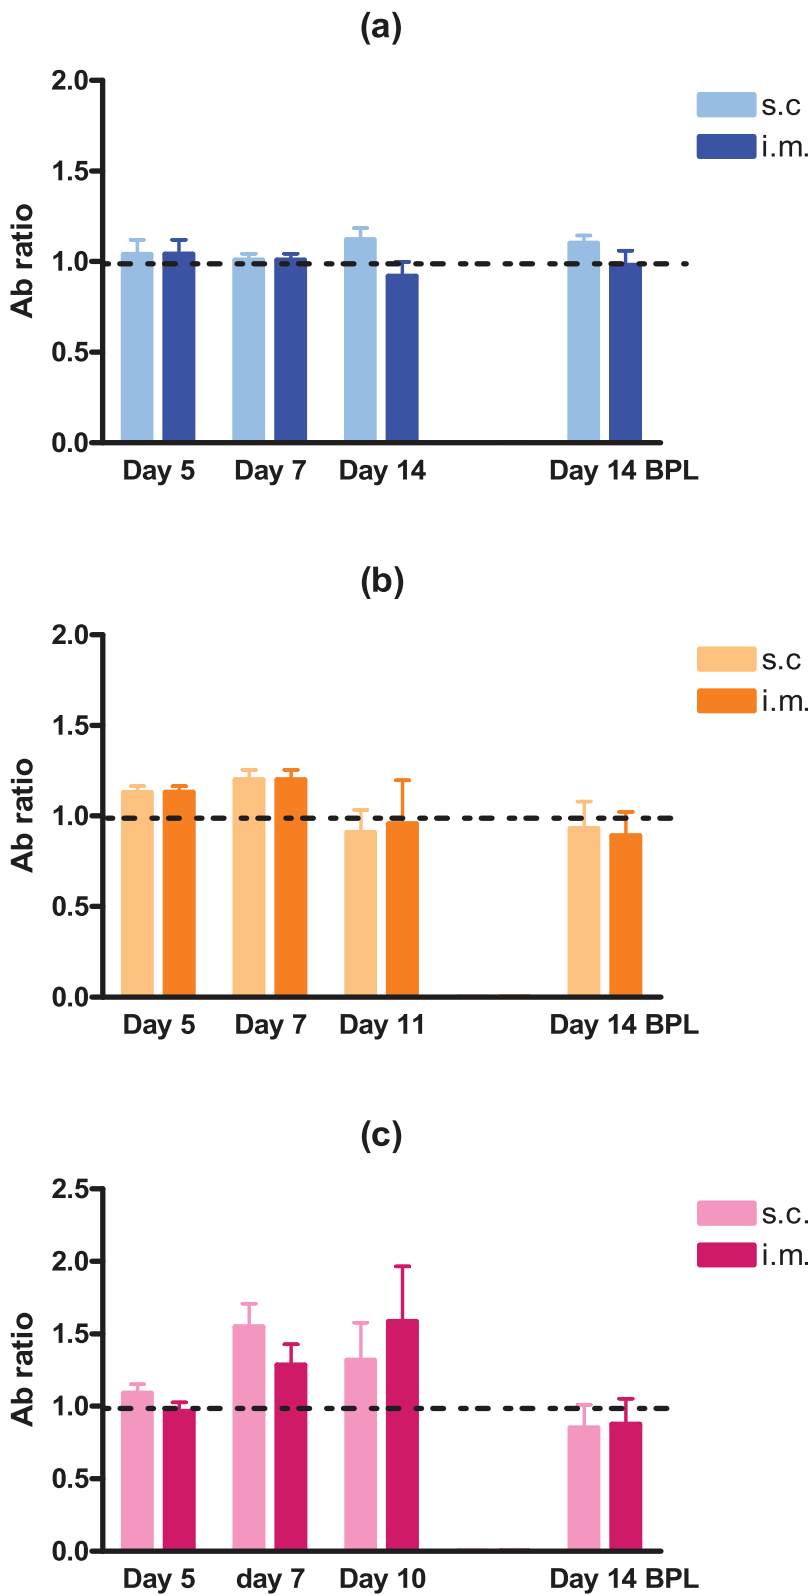 (a)
2.0
1.5
1.0
0.5
0.0
Ab ratio
s.c
i.m.
Day 5 Day 7 Day 14 Day 14 BPL
(b)
2.0
1.5
1.0
0.5
0.0
Ab ratio
s.c
i.m.
Day 5 Day 7 Day 11 Day 14 BPL
(c)
2.5
2.0
1.5
1.0
0.5
0.0
Ab ratio
s.c.
i.m.
Day 5 day 7 Day 10 Day 14 BPL